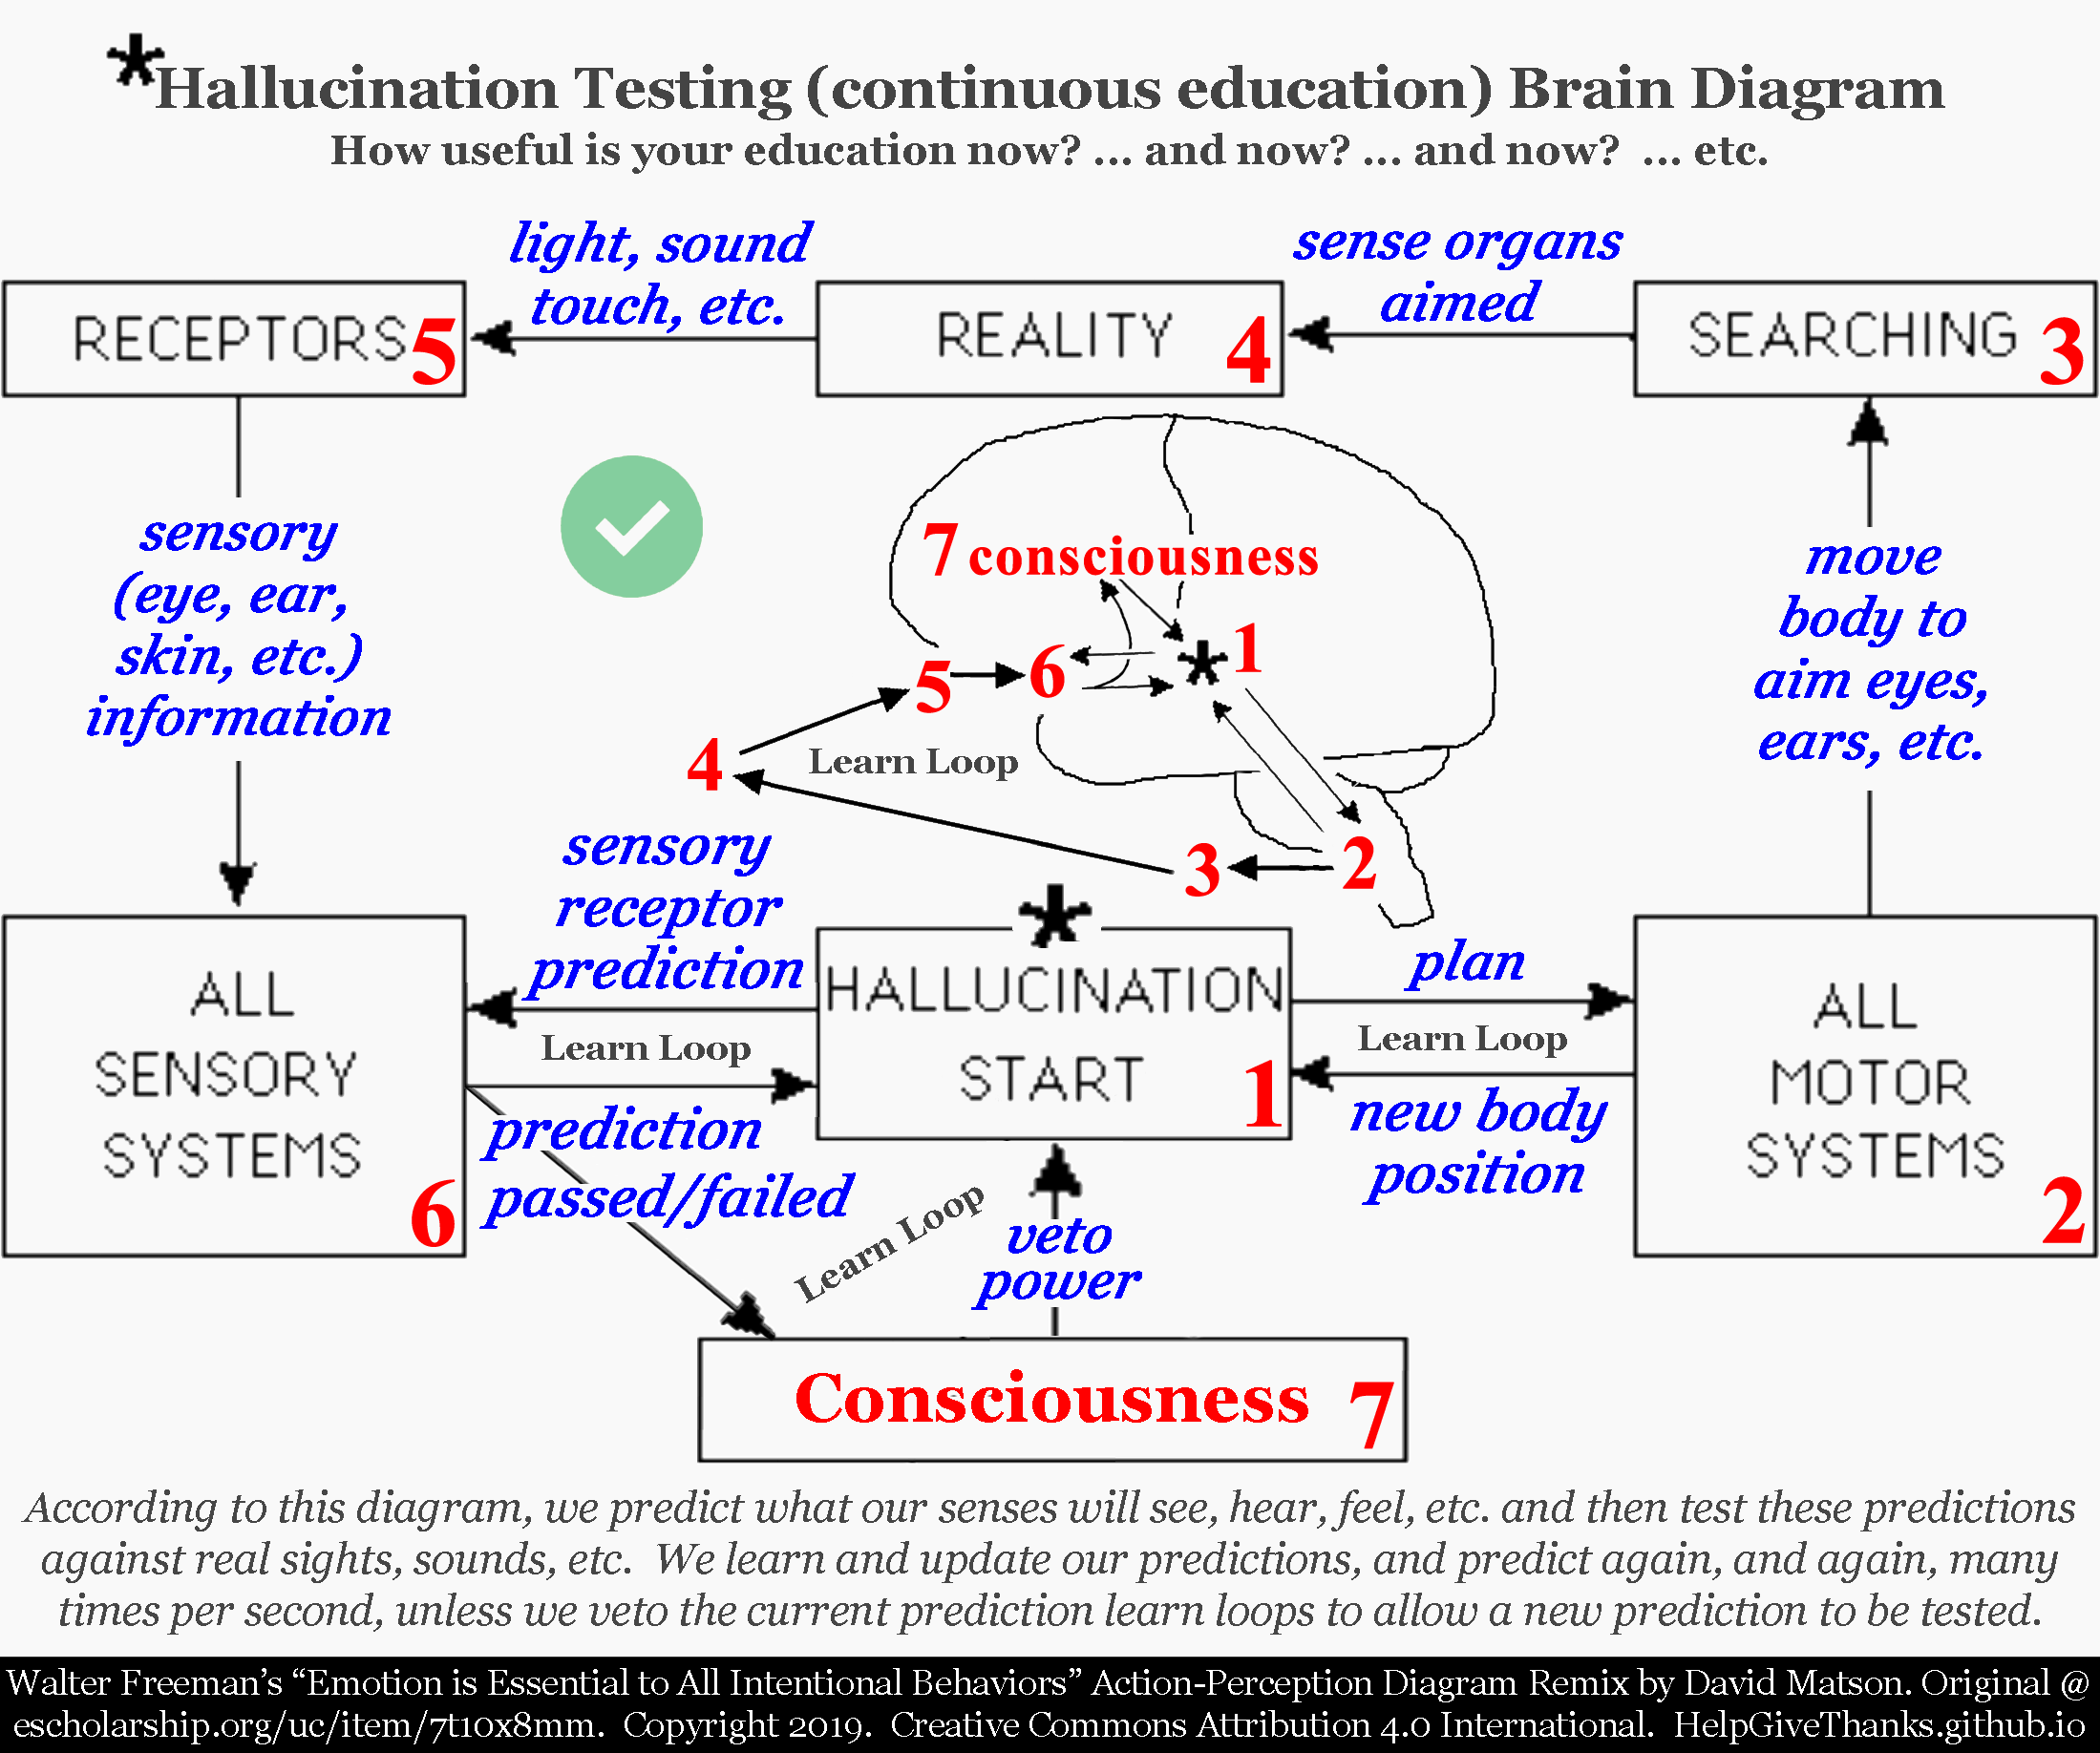 *Hallucination Testing (continuous education) Brain Diagram
How useful is your education now? ... and now? ... and now?  ... etc.
light, sound
touch, etc.
sense organs
aimed
RECEPTORS 5
REALITY 4
SEARCHING 3
sensory
(eye, ear,
skin, etc.)
information
7 consciousness
* 1
5
6
4
Learn Loop
3
2
move
body to
aim eyes,
ears, etc.
sensory
receptor
prediction
Learn Loop
prediction
passed/failed
ALL
SENSORY
SYSTEMS
6
*
HALLUCINATION
START
1
plan
Learn Loop
new body
position
ALL
MOTOR
SYSTEMS
2
Learn Loop
veto
power
Consciousness 7
According to this diagram, we predict what our senses will see, hear, feel, etc. and then test these predictions
against real sights, sounds, etc.  We learn and update our predictions, and predict again, and again, many
times per second, unless we veto the current prediction learn loops to allow a new prediction to be tested.
Walter Freeman's “Emotion is Essential to All Intentional Behaviors” Action-Perception Diagram Remix by David Matson. Original @
escholarship.org/uc/item/7t10x8mm.  Copyright 2019.  Creative Commons Attribution 4.0 International.  HelpGiveThanks.github.io